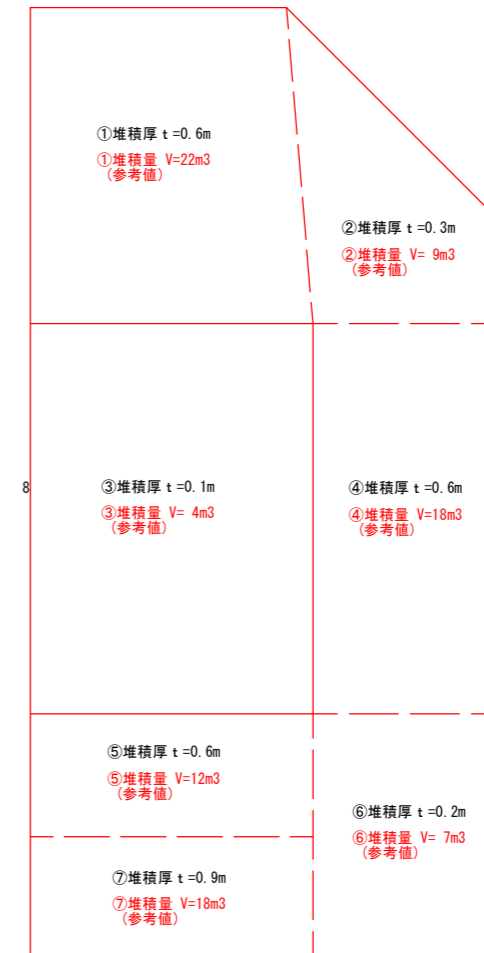 ①堆積厚 t =0.6m
①堆積量 V=22m3
(参考値)
②堆積厚 t =0.3m
②堆積量 V= 9m3
(参考値)
8
③堆積厚 t =0.1m
③堆積量 V= 4m3
(参考値)
④堆積厚 t =0.6m
④堆積量 V=18m3
(参考値)
⑤堆積厚 t =0.6m
⑤堆積量 V=12m3
(参考値)
⑥堆積厚 t =0.2m
⑥堆積量 V= 7m3
(参考値)
⑦堆積厚 t =0.9m
⑦堆積量 V=18m3
(参考値)